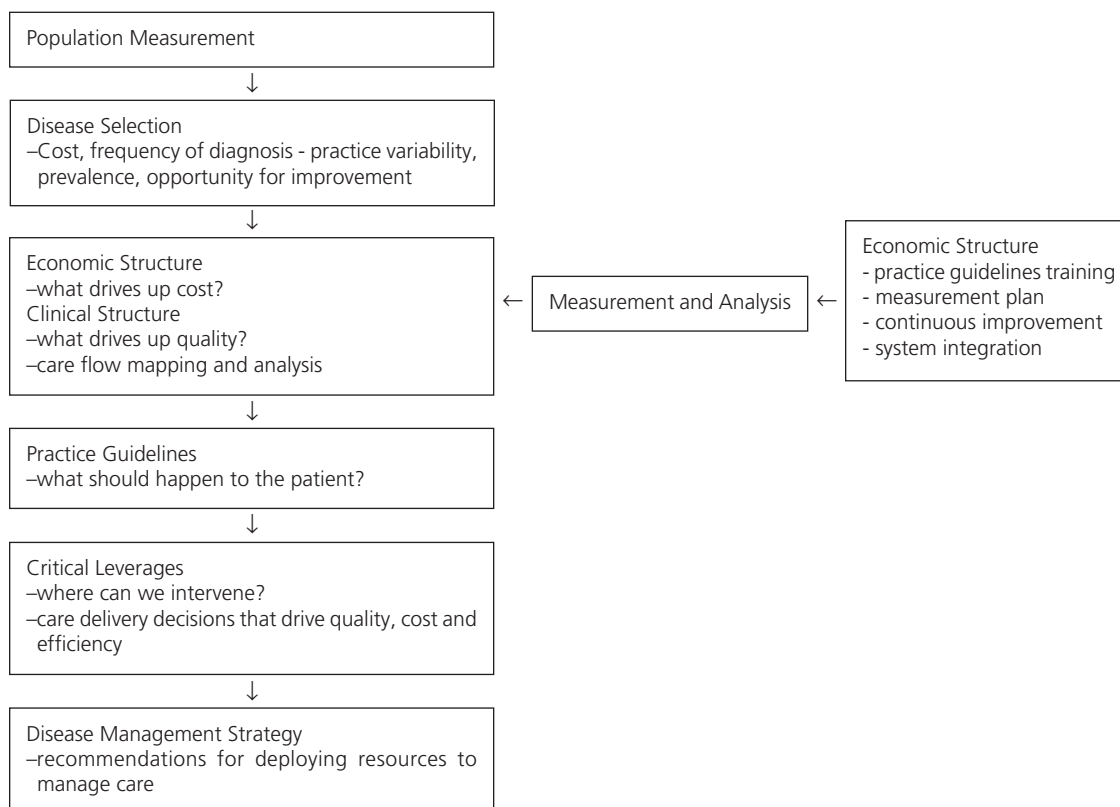 Population Measurement
↓
Disease Selection
–Cost, frequency of diagnosis - practice variability,
prevalence, opportunity for improvement
↓
Economic Structure
–what drives up cost?
Clinical Structure
–what drives up quality?
–care flow mapping and analysis
← Measurement and Analysis ←
Economic Structure
- practice guidelines training
- measurement plan
- continuous improvement
- system integration
↓
Practice Guidelines
–what should happen to the patient?
↓
Critical Leverages
–where can we intervene?
–care delivery decisions that drive quality, cost and
efficiency
↓
Disease Management Strategy
–recommendations for deploying resources to
manage care